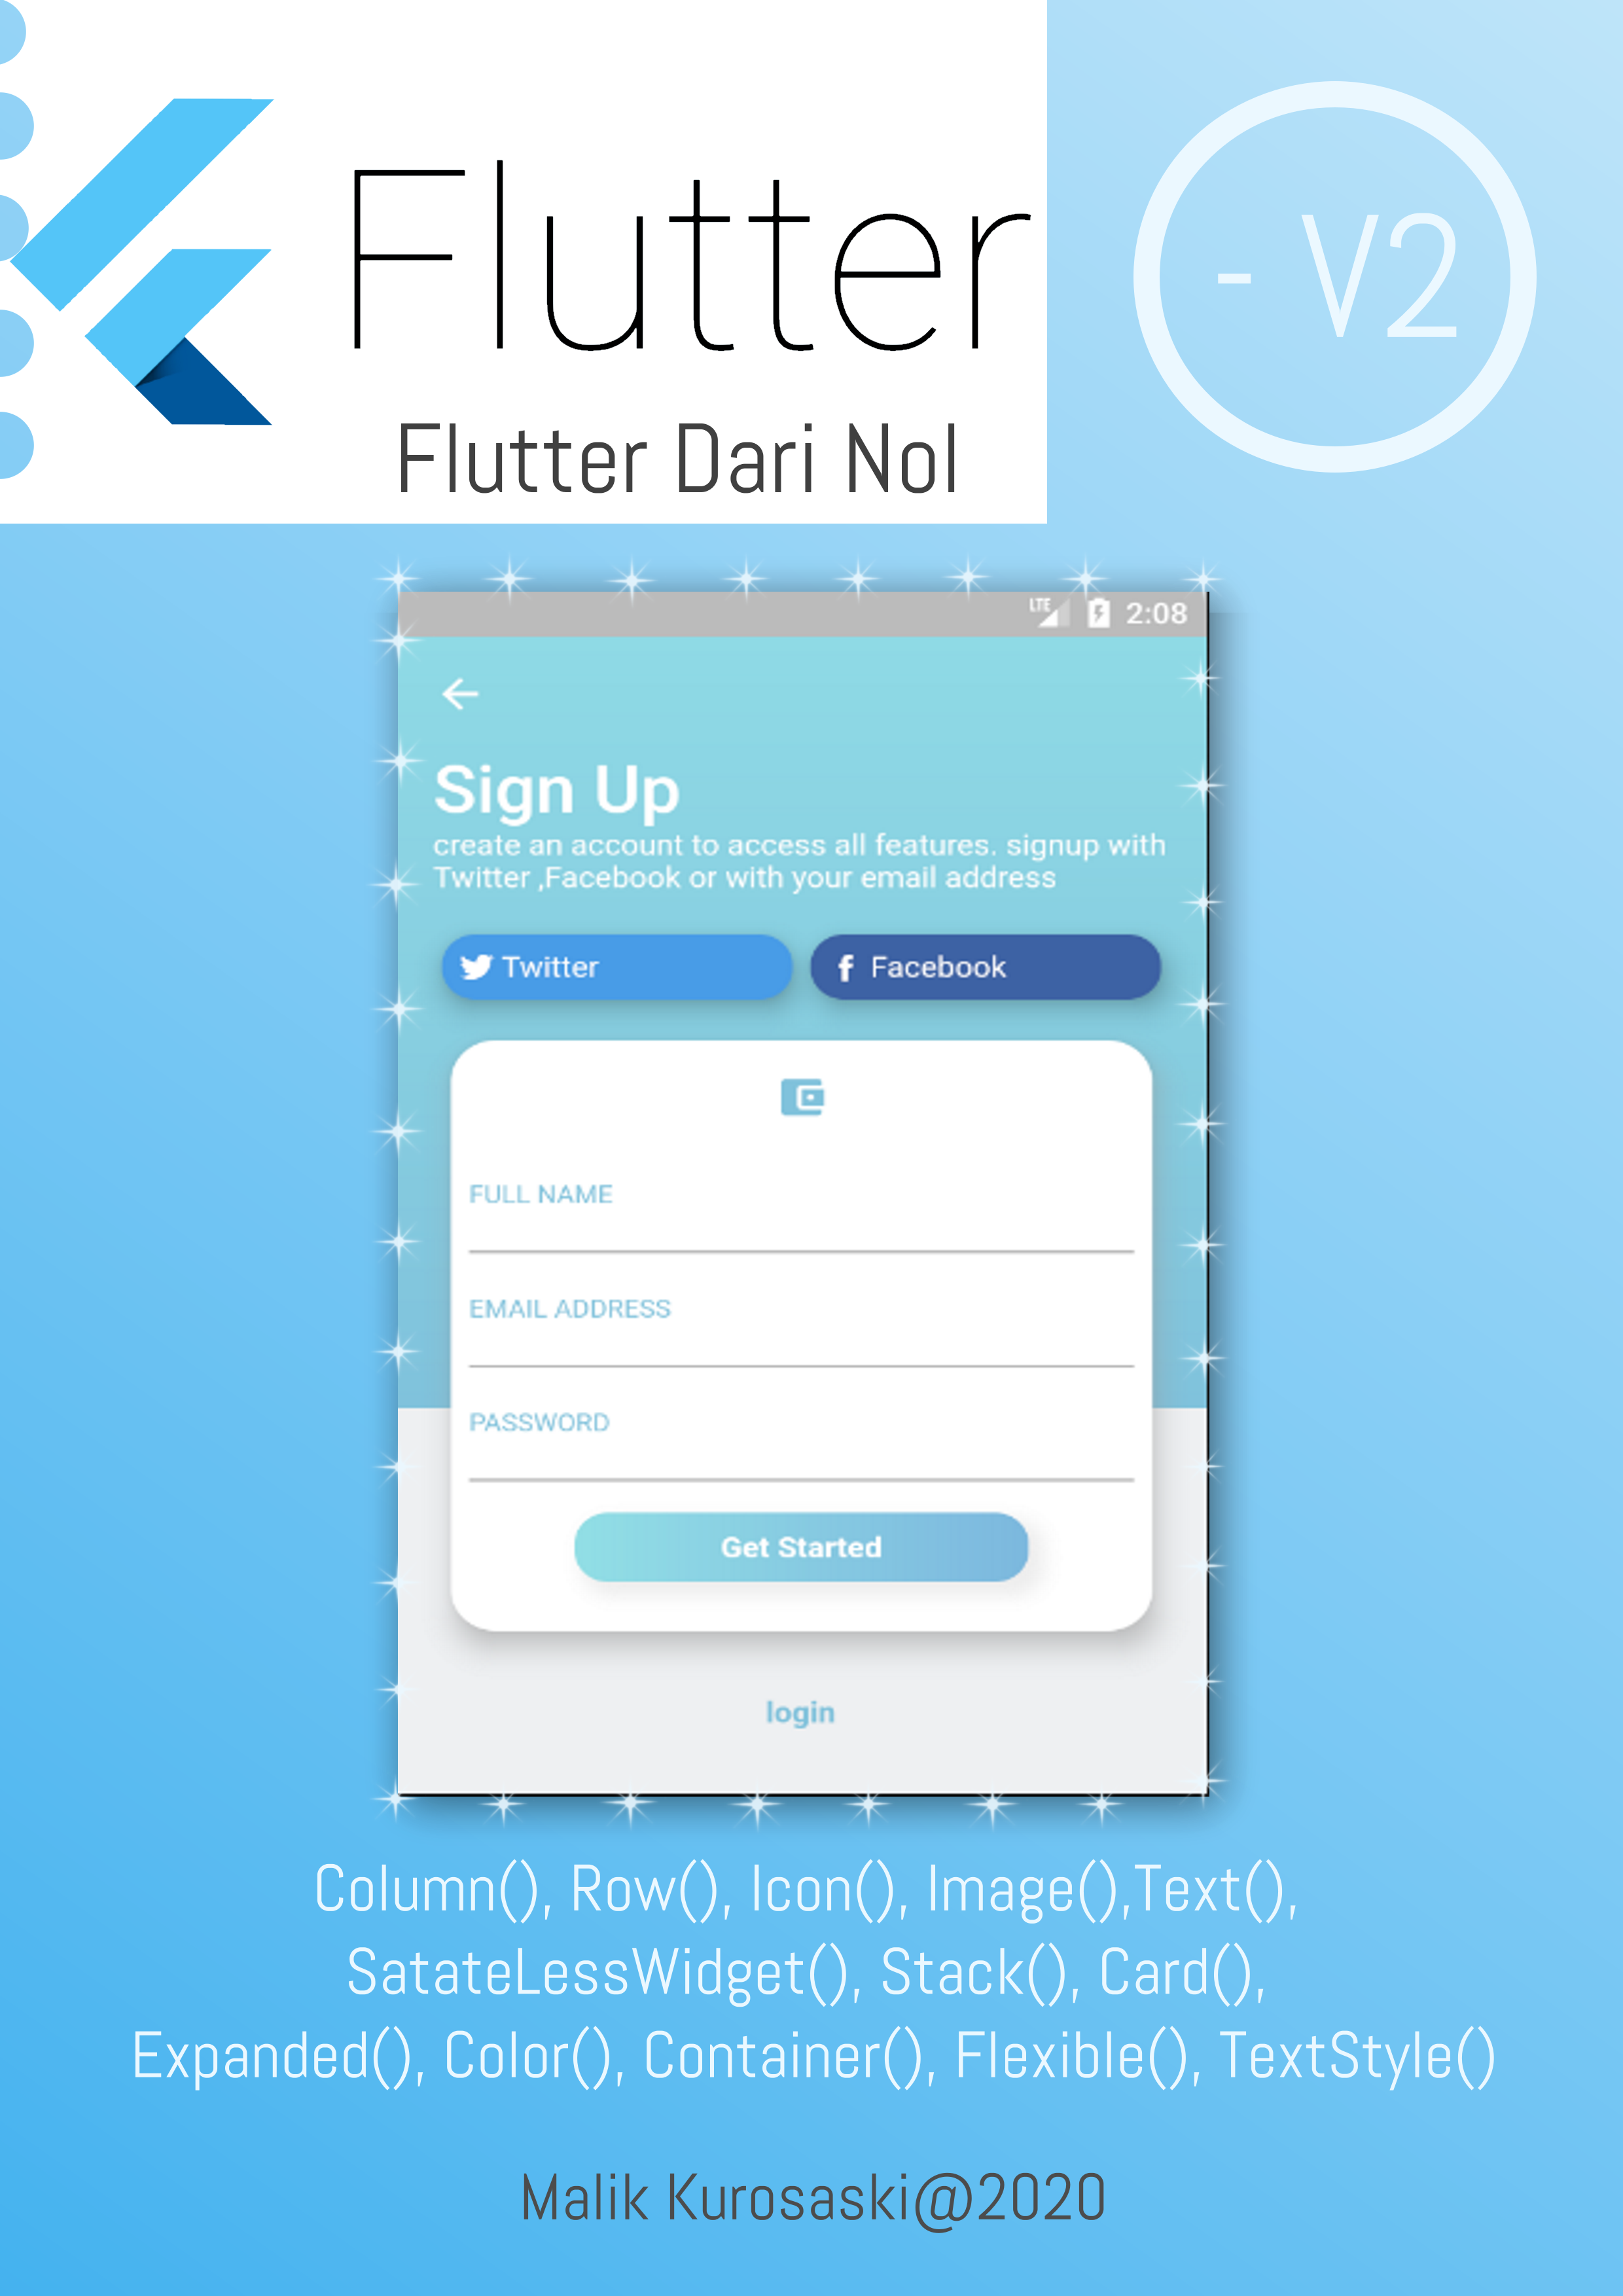 Flutter
- V2
Flutter Dari Nol
LTE 2:08
Sign Up
create an account to access all features. signup with
Twitter ,Facebook or with your email address
Twitter
Facebook
FULL NAME
EMAIL ADDRESS
PASSWORD
Get Started
login
Column(), Row(), Icon(), Image(),Text(),
SatateLessWidget(), Stack(), Card(),
Expanded(), Color(), Container(), Flexible(), TextStyle()
Malik Kurosaski@2020